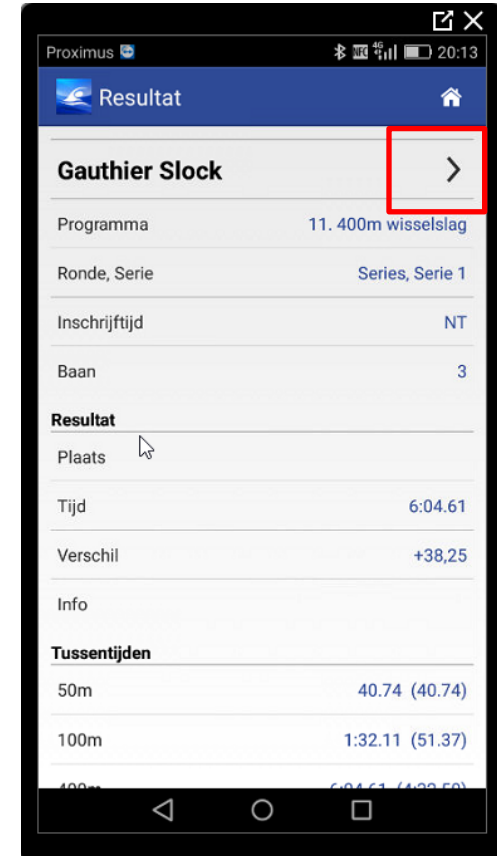 Proximus NFC 4G 20:13
Resultat
Gauthier Slock
Programma 11. 400m wisselslag
Ronde, Serie Series, Serie 1
Inschrijftijd NT
Baan 3
Resultat
Plaats
Tijd 6:04.61
Verschil +38,25
Info
Tussentijden
50m 40.74 (40.74)
100m 1:32.11 (51.37)